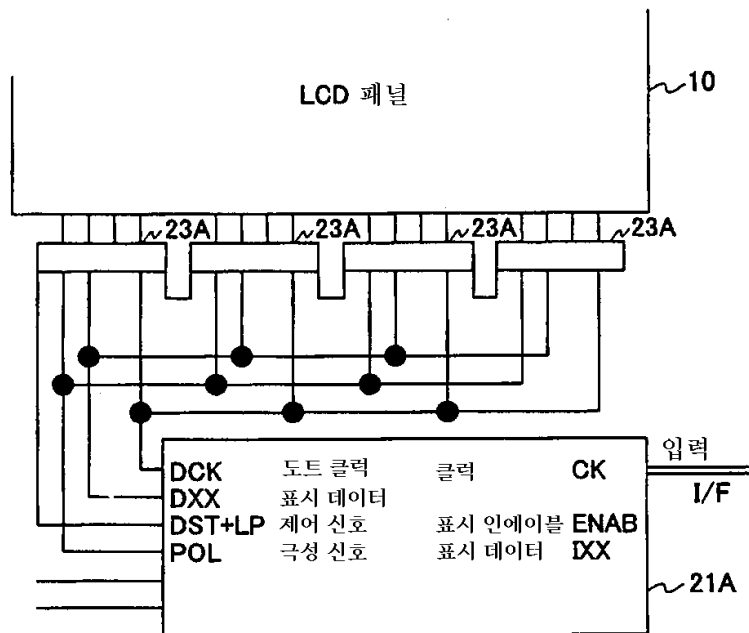 LCD 패널
10
23A
23A
23A
23A
입력
I/F
DCK 도트 클럭 클럭 CK
DXX 표시 데이터
DST+LP 제어 신호 표시 인에이블 ENAB
POL 극성 신호 표시 데이터 IXX
21A